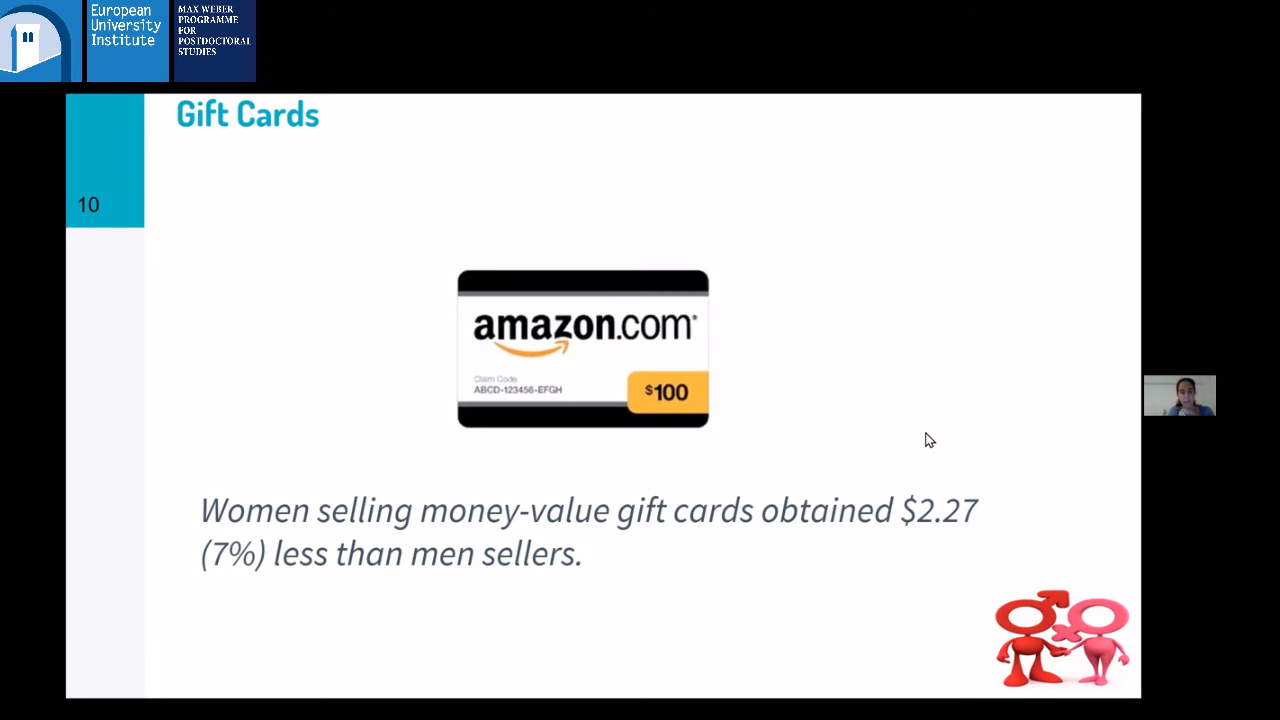 European
University
Institute
MAX WEBER
PROGRAMME
FOR
POSTDOCTORAL
STUDIES
Gift Cards
10
amazon.com®
Claim Code
ABCD-123456-EFGH
$100
Women selling money-value gift cards obtained $2.27
(7%) less than men sellers.